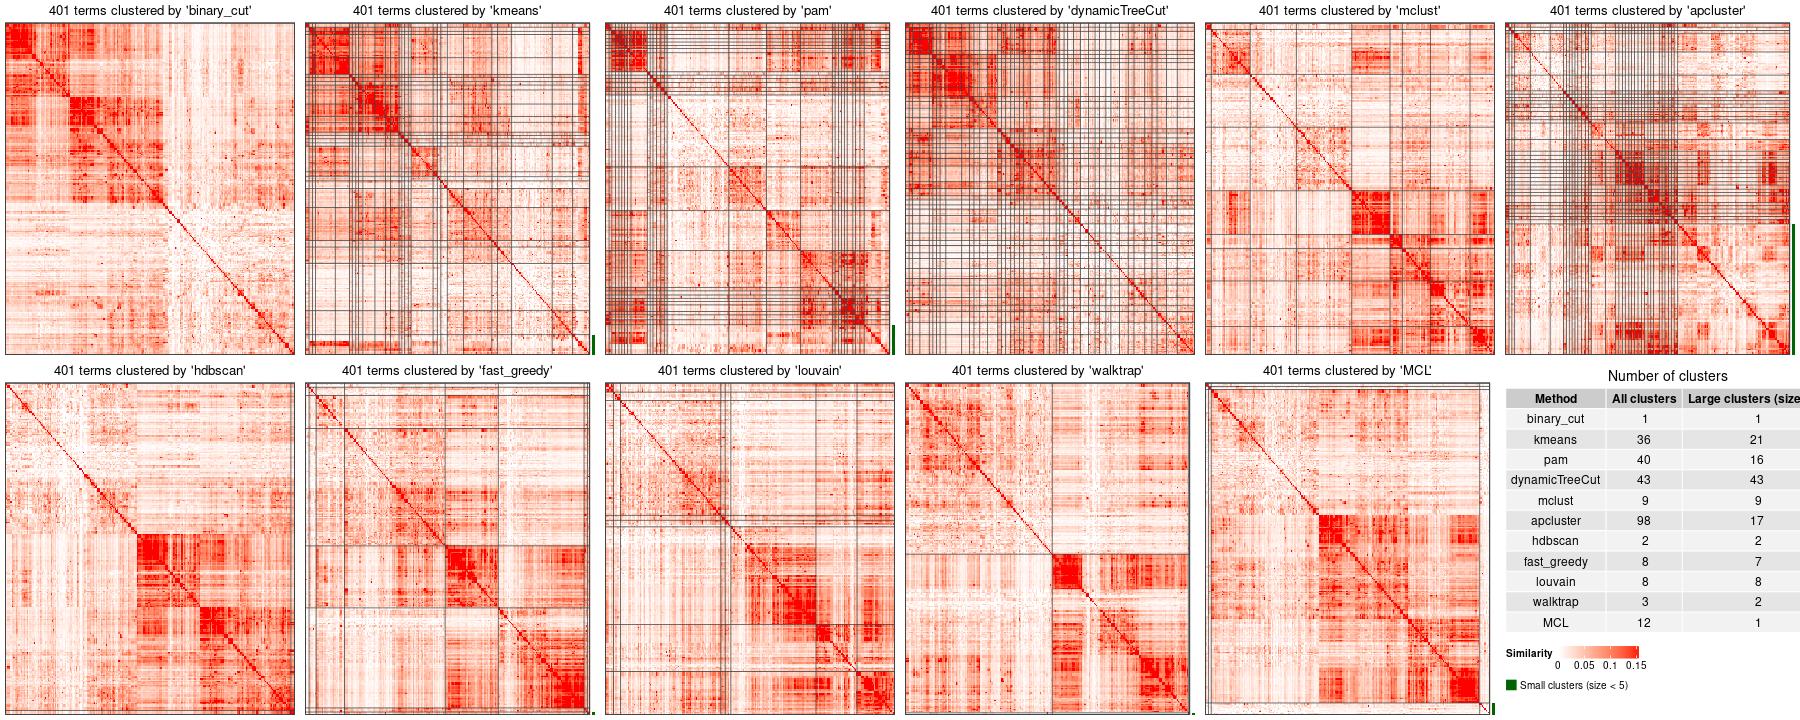 401 terms clustered by 'binary_cut'
401 terms clustered by 'kmeans'
401 terms clustered by 'pam'
401 terms clustered by 'dynamicTreeCut'
401 terms clustered by 'mclust'
401 terms clustered by 'apcluster'
401 terms clustered by 'hdbscan'
401 terms clustered by 'fast_greedy'
401 terms clustered by 'louvain'
401 terms clustered by 'walktrap'
401 terms clustered by 'MCL'
Number of clusters
Method All clusters Large clusters (size
binary_cut 1 1
kmeans 36 21
pam 40 16
dynamicTreeCut 43 43
mclust 9 9
apcluster 98 17
hdbscan 2 2
fast_greedy 8 7
louvain 8 8
walktrap 3 2
MCL 12 1
Similarity
0 0.05 0.1 0.15
Small clusters (size < 5)